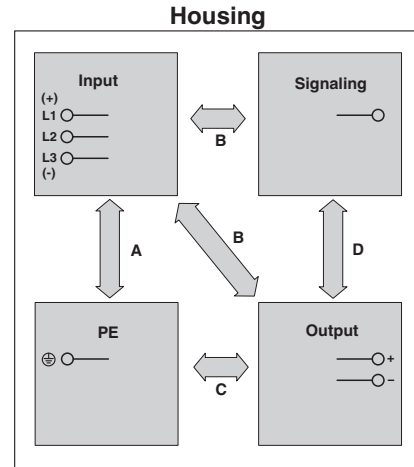 Housing
Input
(+)
L1
L2
L3
(-)
Signaling
B
A
B
D
PE
C
Output
+
–